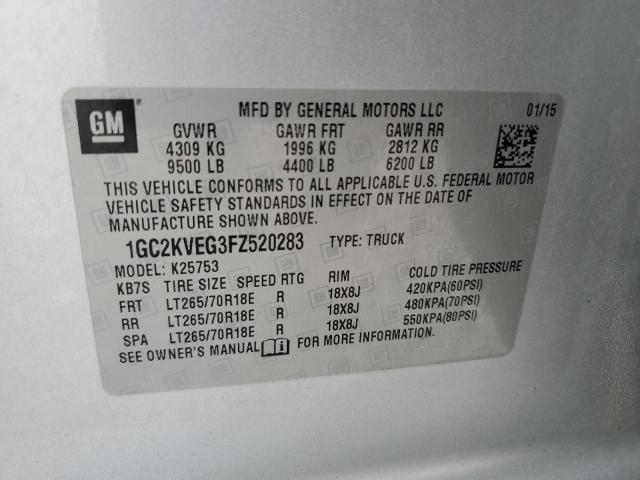 GM ® MFD BY GENERAL MOTORS LLC 01/15
GVWR GAWR FRT GAWR RR
4309 KG 1996 KG 2812 KG
9500 LB 4400 LB 6200 LB
THIS VEHICLE CONFORMS TO ALL APPLICABLE U.S. FEDERAL MOTOR
VEHICLE SAFETY STANDARDS IN EFFECT ON THE DATE OF
MANUFACTURE SHOWN ABOVE.
1GC2KVEG3FZ520283 TYPE: TRUCK
MODEL: K25753
KB7S TIRE SIZE SPEED RTG RIM COLD TIRE PRESSURE
FRT LT265/70R18E R 18X8J 420KPA(60PSI)
RR LT265/70R18E R 18X8J 480KPA(70PSI)
SPA LT265/70R18E R 18X8J 550KPA(80PSI)
SEE OWNER'S MANUAL FOR MORE INFORMATION.